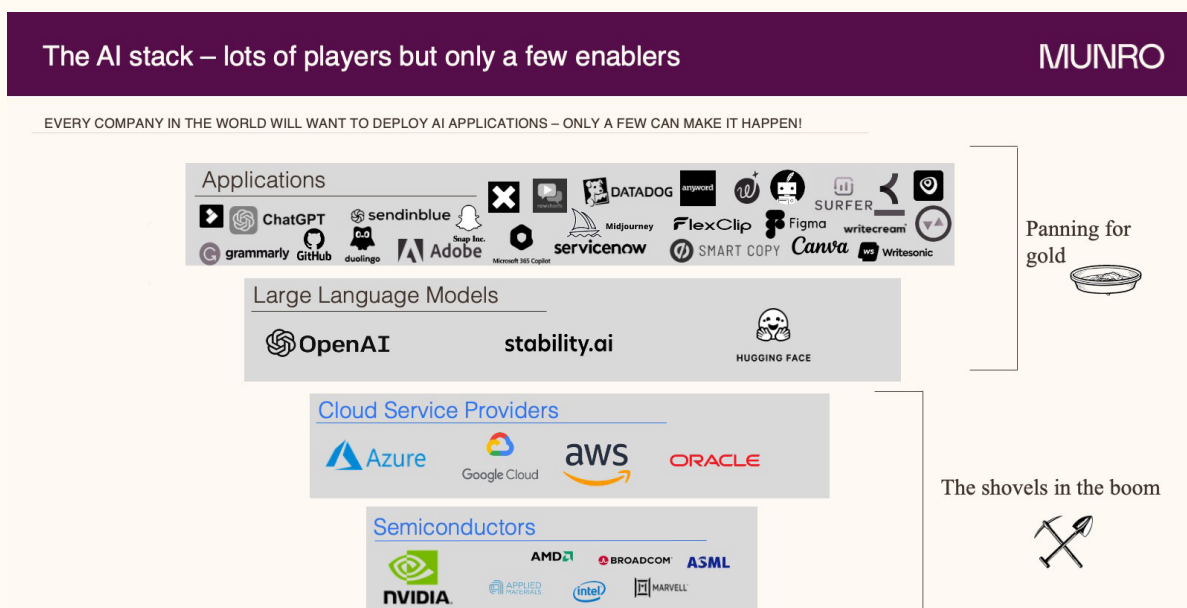 The AI stack – lots of players but only a few enablers
MUNRO
EVERY COMPANY IN THE WORLD WILL WANT TO DEPLOY AI APPLICATIONS – ONLY A FEW CAN MAKE IT HAPPEN!
Applications
DATADOG
anyword
SURFER
ChatGPT
sendinblue
Snap Inc.
Midjourney
FlexClip
Figma
writecream
grammarly
GitHub
duolingo
Adobe
Microsoft 365 Copilot
servicenow
SMART COPY
Canva
ws
Writesonic
Panning for
gold
Large Language Models
OpenAI
stability.ai
HUGGING FACE
Cloud Service Providers
Azure
Google Cloud
aws
ORACLE
The shovels in the boom
Semiconductors
NVIDIA
AMD
BROADCOM
ASML
APPLIED
MATERIALS
intel
MARVELL